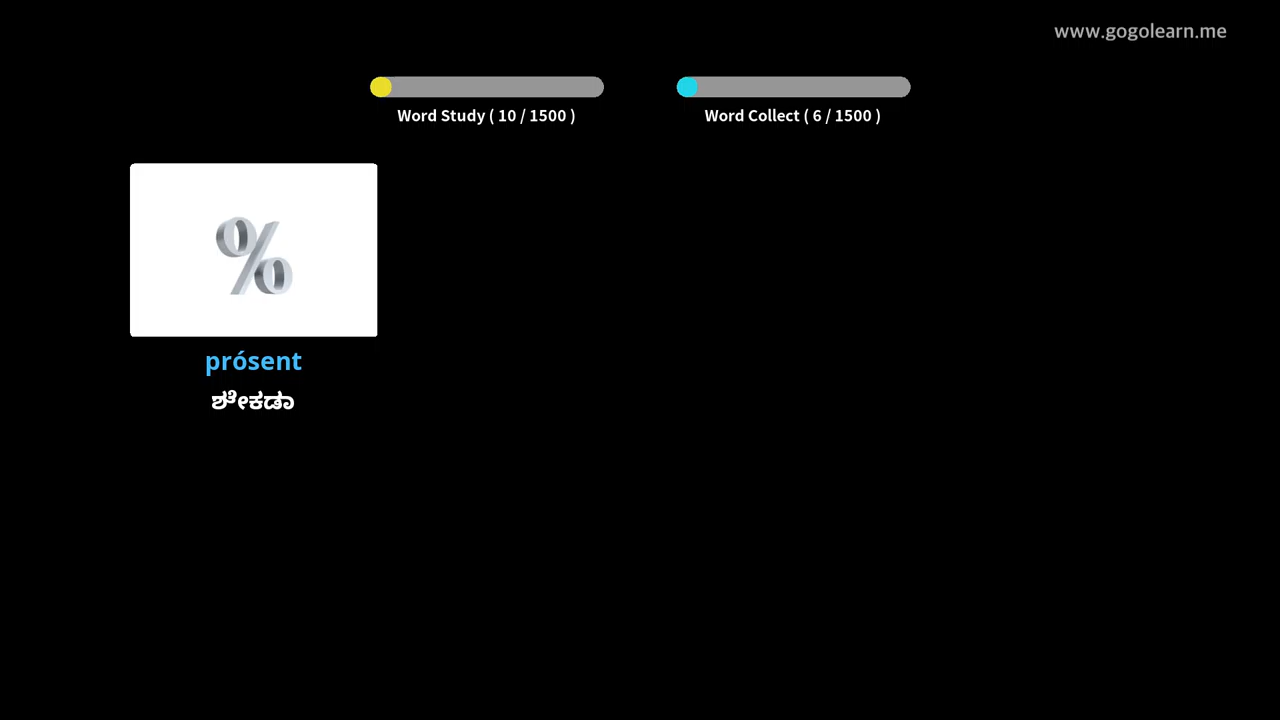 www.gogolearn.me
Word Study ( 10 / 1500 )
Word Collect ( 6 / 1500 )
%
prósent
ಶೇಕಡಾ